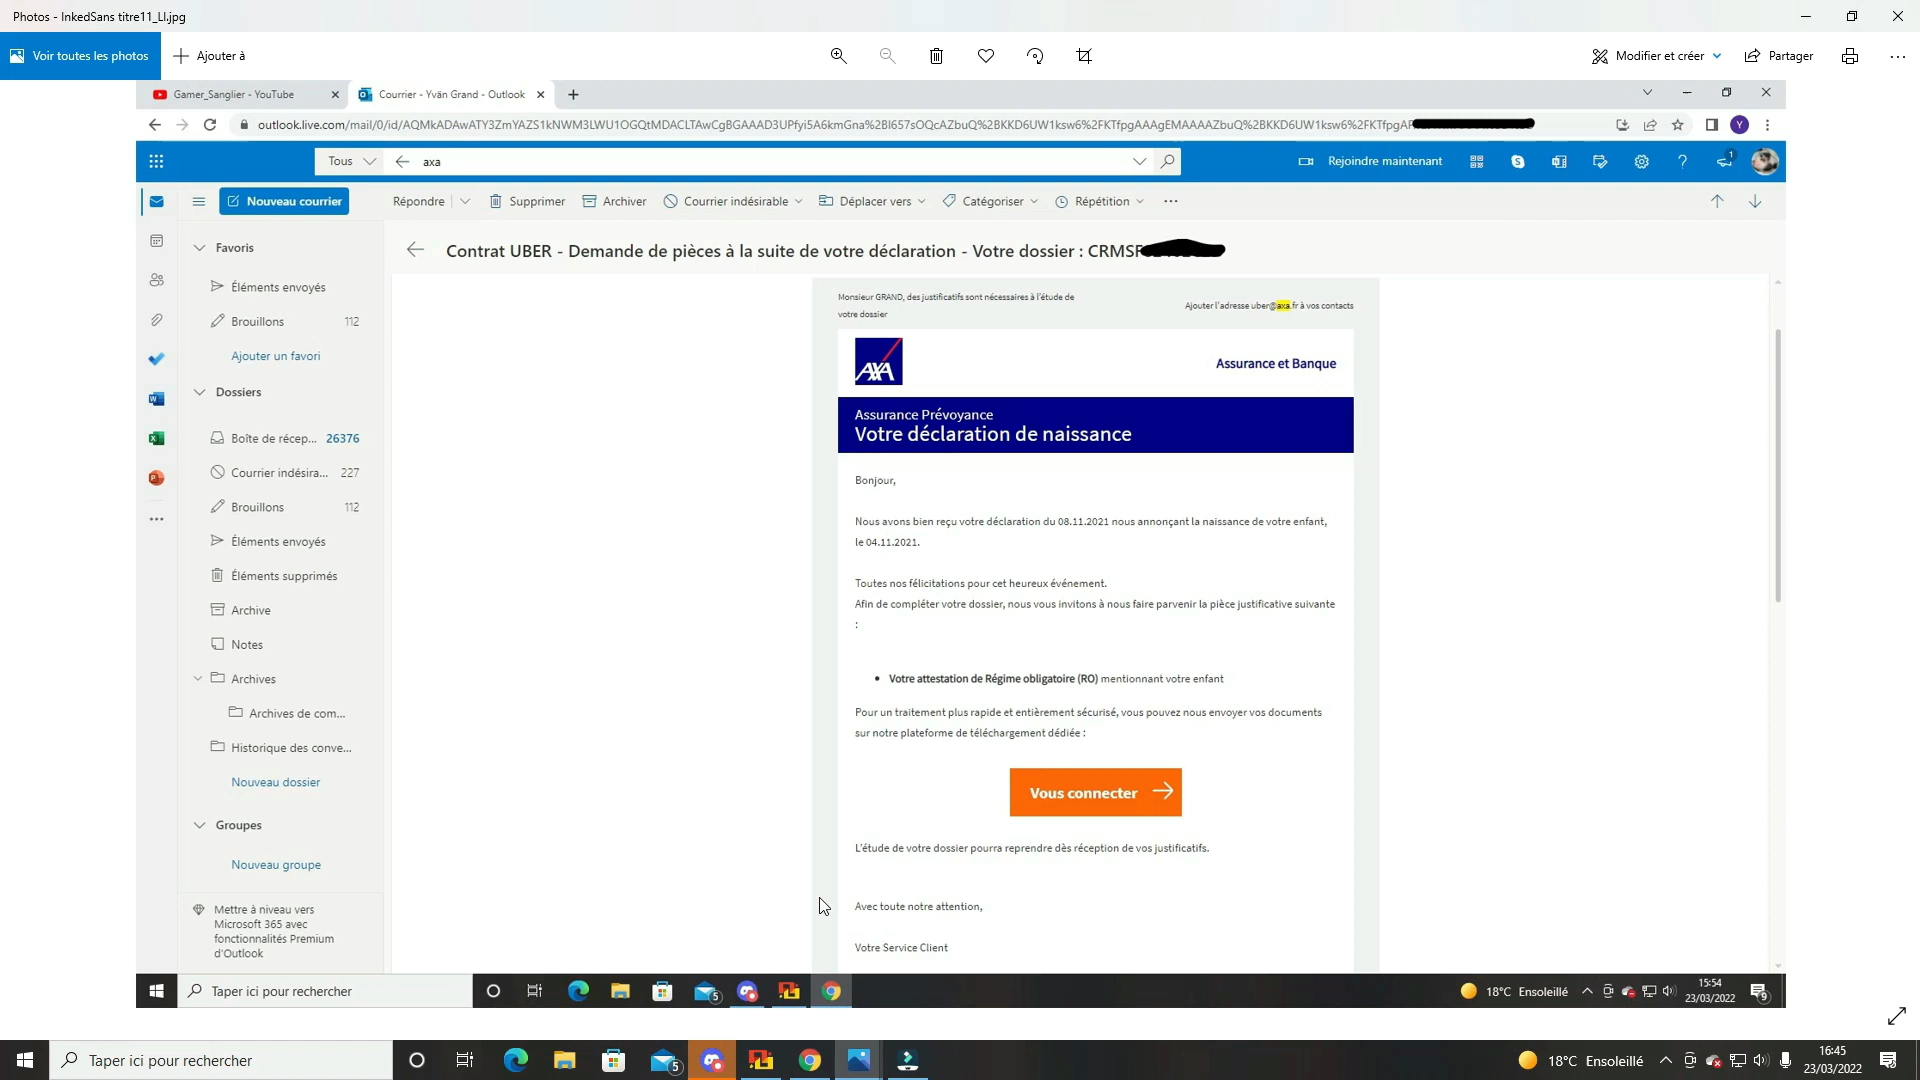 Photos - InkedSans titre11_LI.jpg
Voir toutes les photos
Ajouter à
Modifier et créer
Partager
Gamer_Sanglier - YouTube
Courrier - Yvän Grand - Outlook
Tous
axa
Rejoindre maintenant
1
Nouveau courrier
Répondre
Supprimer
Archiver
Courrier indésirable
Déplacer vers
Catégoriser
Répétition
Favoris
Éléments envoyés
Brouillons 112
Ajouter un favori
Dossiers
Boîte de récep... 26376
Courrier indésira... 227
Brouillons 112
Éléments envoyés
Éléments supprimés
Archive
Notes
Archives
Archives de com...
Historique des conve...
Nouveau dossier
Groupes
Nouveau groupe
Mettre à niveau vers
Microsoft 365 avec
fonctionnalités Premium
d'Outlook
Contrat UBER - Demande de pièces à la suite de votre déclaration - Votre dossier : CRMSF
Monsieur GRAND, des justificatifs sont nécessaires à l'étude de
votre dossier
Ajouter l'adresse uber@axa.fr à vos contacts
AXA
Assurance et Banque
Assurance Prévoyance
Votre déclaration de naissance
Bonjour,
Nous avons bien reçu votre déclaration du 08.11.2021 nous annonçant la naissance de votre enfant,
le 04.11.2021.
Toutes nos félicitations pour cet heureux événement.
Afin de compléter votre dossier, nous vous invitons à nous faire parvenir la pièce justificative suivante
:
• Votre attestation de Régime obligatoire (RO) mentionnant votre enfant
Pour un traitement plus rapide et entièrement sécurisé, vous pouvez nous envoyer vos documents
sur notre plateforme de téléchargement dédiée :
Vous connecter
L'étude de votre dossier pourra reprendre dès réception de vos justificatifs.
Avec toute notre attention,
Votre Service Client
Taper ici pour rechercher
5
18°C Ensoleillé
15:54
23/03/2022
9
Taper ici pour rechercher
5
18°C Ensoleillé
16:45
23/03/2022